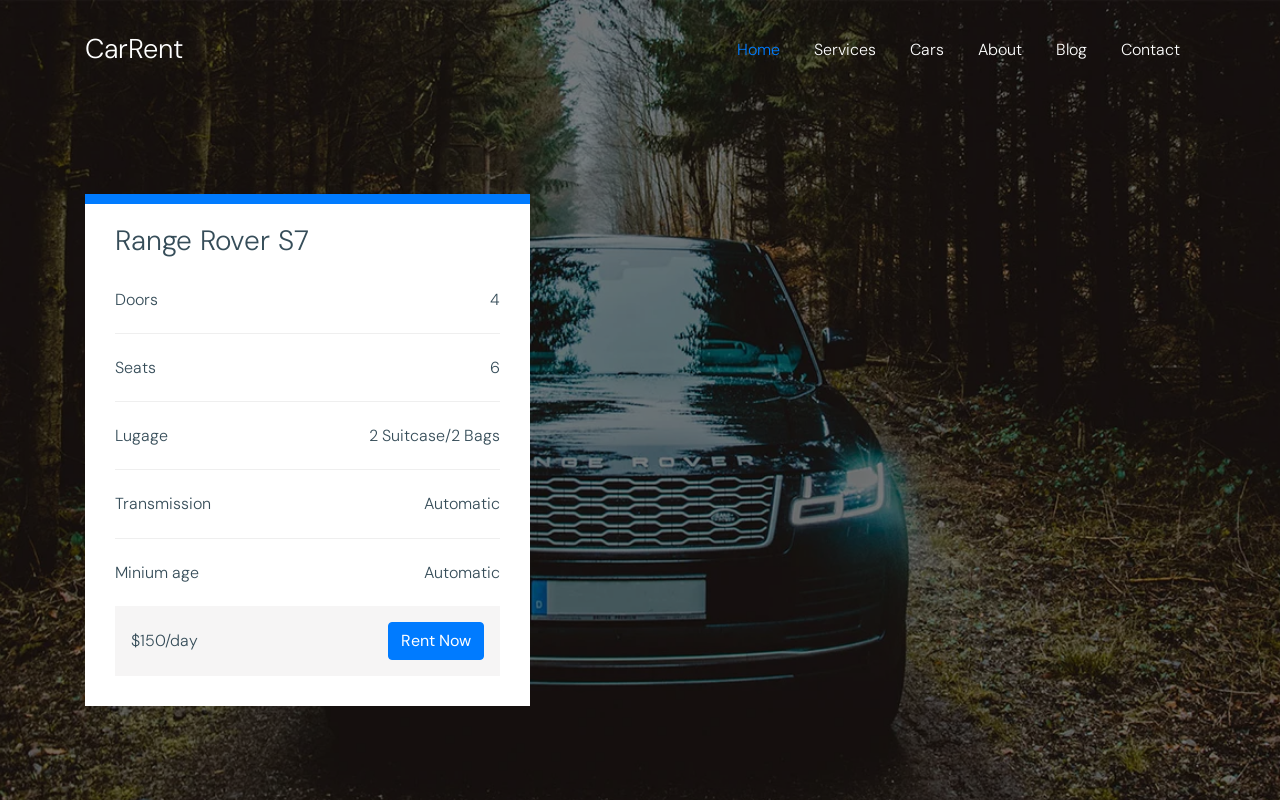 CarRent
Home Services Cars About Blog Contact
Range Rover S7
Doors 4
Seats 6
Lugage 2 Suitcase/2 Bags
Transmission Automatic
Minium age Automatic
$150/day Rent Now
NGE ROVER
D